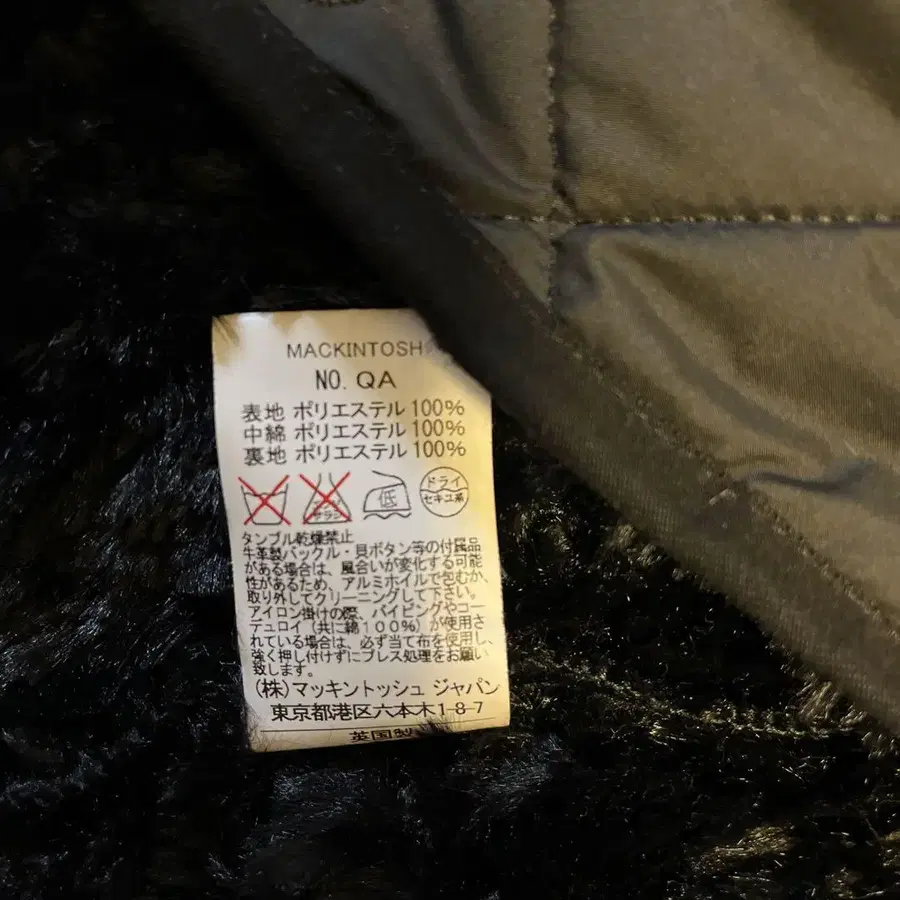 MACKINTOSH
NO. QA
表地 ポリエステル 100%
中綿 ポリエステル 100%
裏地 ポリエステル 100%
エンソ
サラシ
低
ドライ
セキユ系
タンブル乾燥禁止
牛革製バックル・貝ボタン等の付属品
がある場合は、風合いが変化する可能
性があるため、アルミホイルで包むか、
取り外してクリーニングして下さい。
アイロン掛けの際、パイピングやコー
デュロイ(共に綿100%)が使用さ
れている場合は、必ず当て布を使用し、
強く押し付けずにプレス処理をお願い
致します。
(株)マッキントッシュ ジャパン
東京都港区六本木1-8-7
英国製